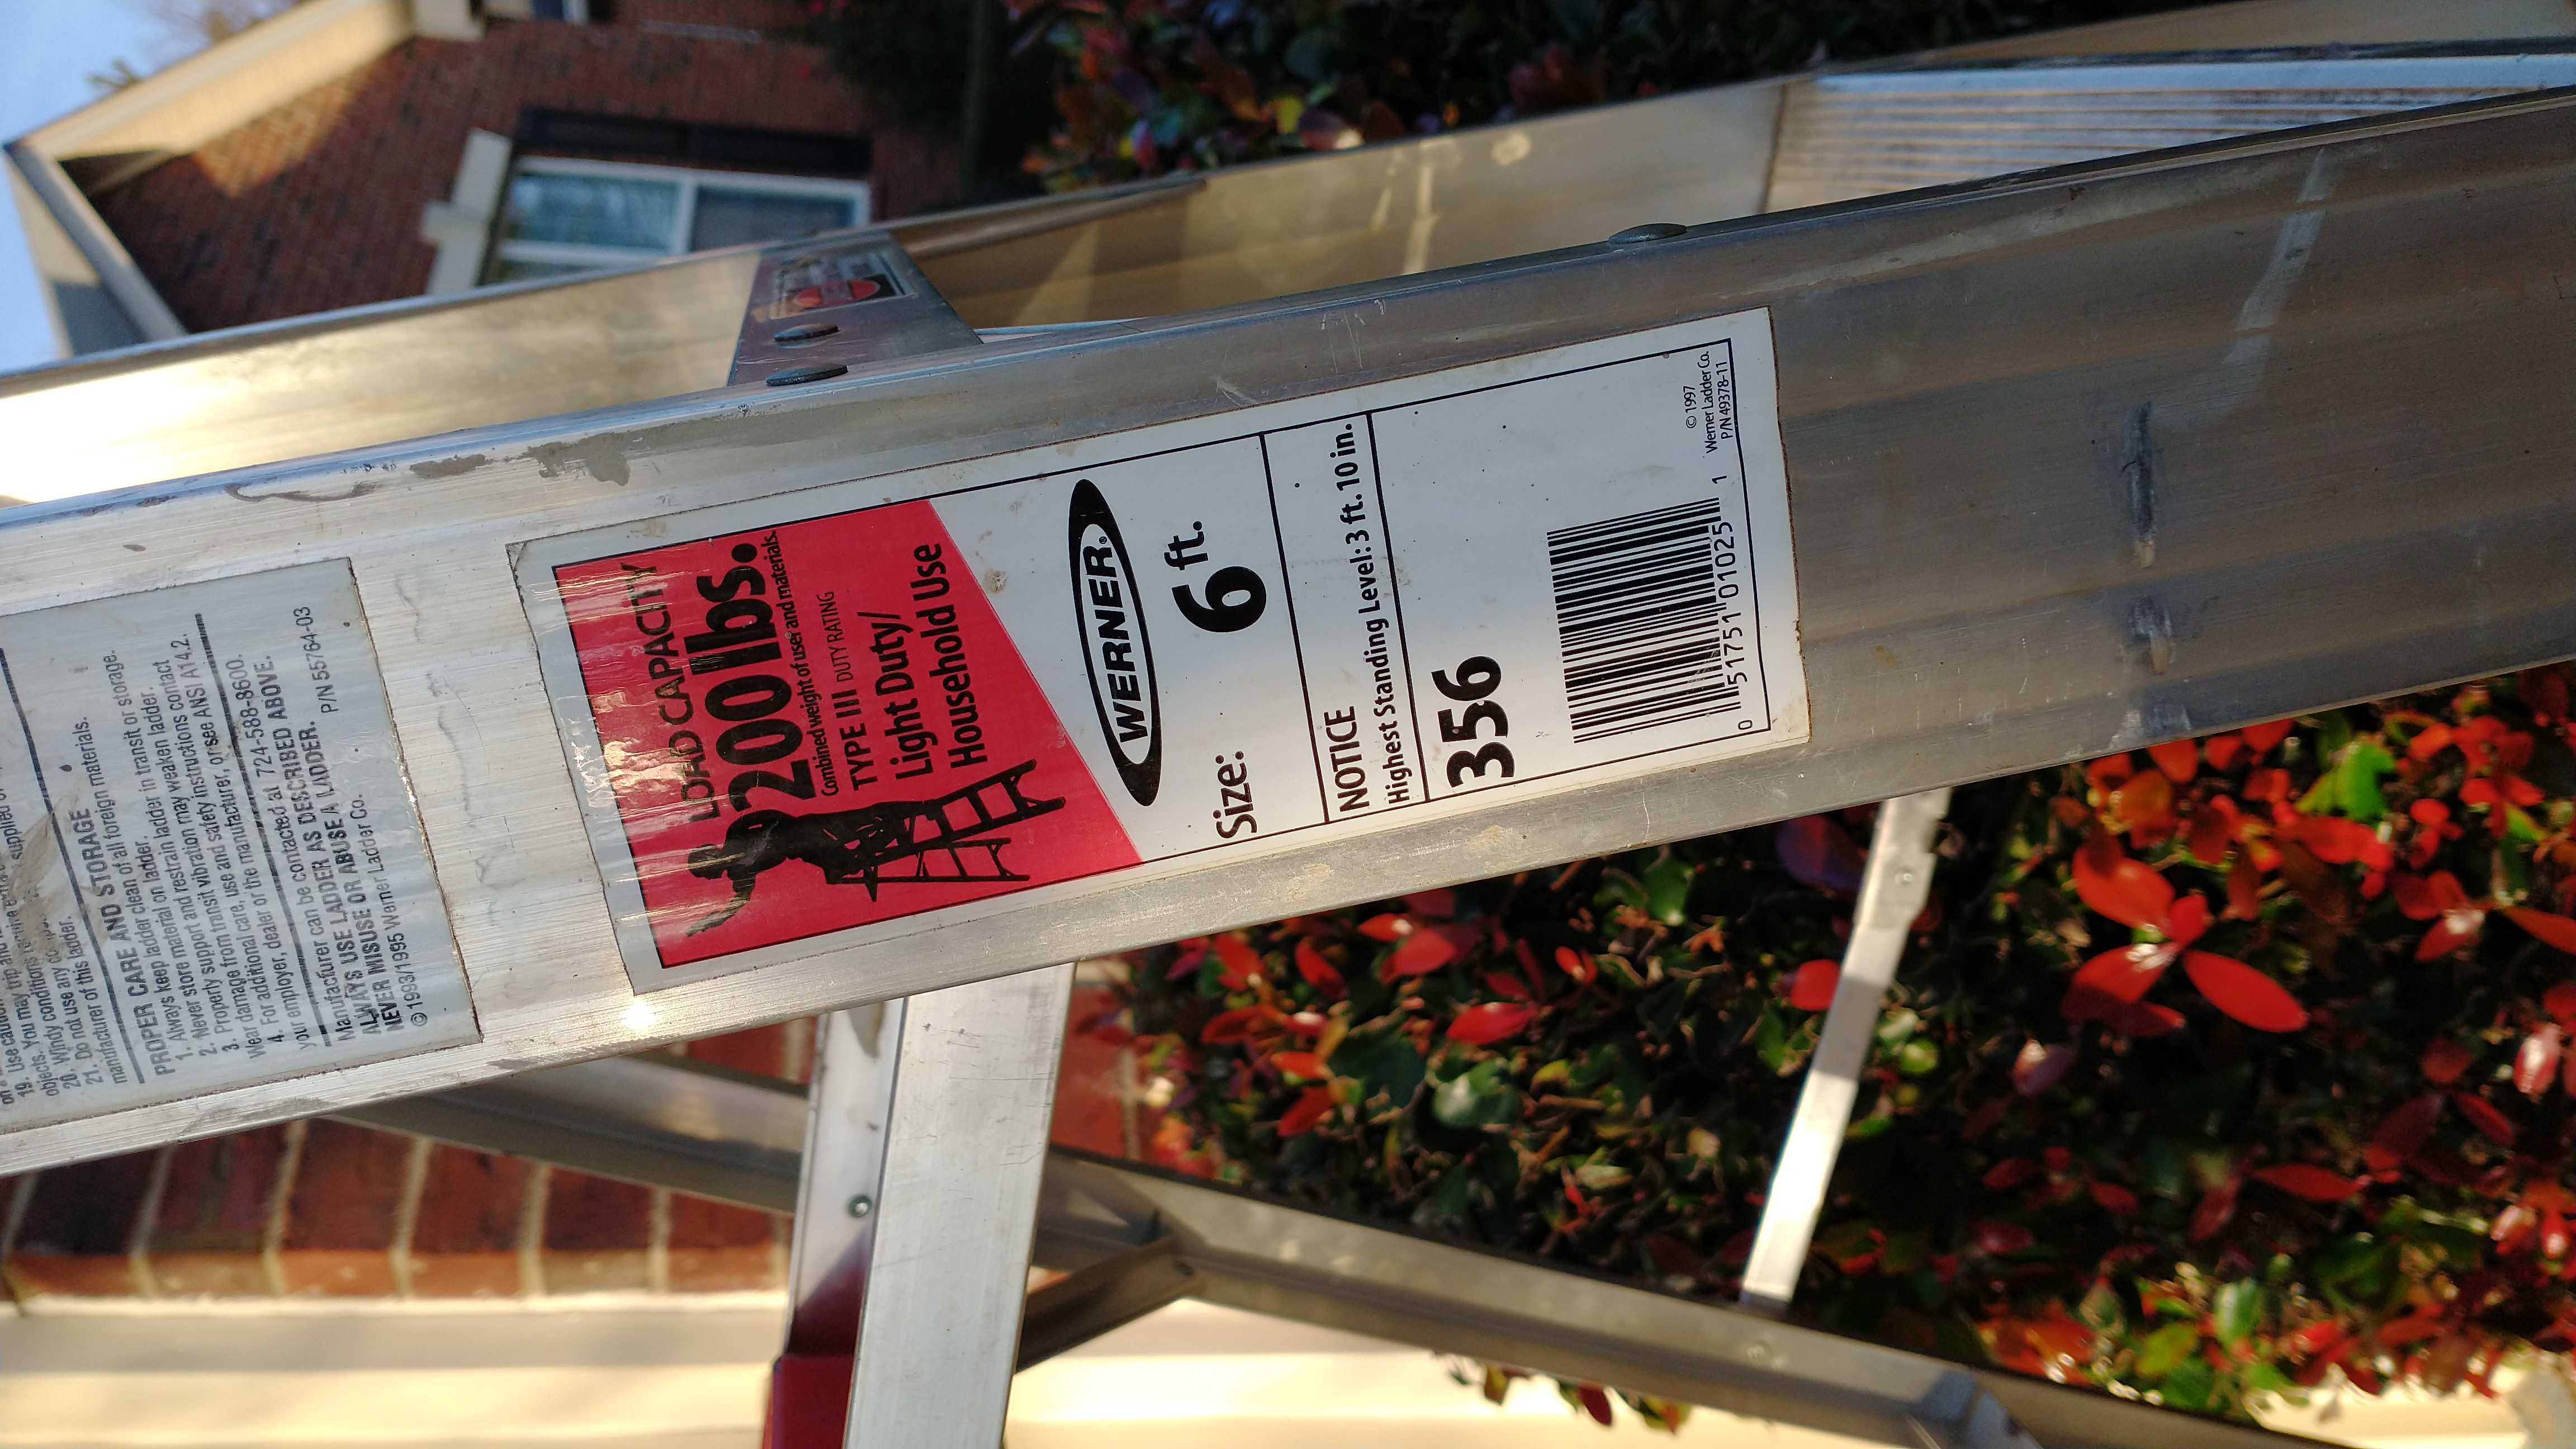 19. Use caution
objects. You may trip and
20. Windy conditions
21. Do not use any
manufacturer of this ladder.
PROPER CARE AND STORAGE
1. Always keep ladder clean of all foreign materials.
2. Never store material on ladder.
3. Properly support and restrain ladder in transit or storage.
Wear damage from transit vibration may weaken ladder.
4. For additional care, use and safety instructions contact
your employer, dealer or the manufacturer, or see ANSI A14.2.
Manufacturer can be contacted at 724-588-8600.
ALWAYS USE LADDER AS DESCRIBED ABOVE.
NEVER MISUSE OR ABUSE A LADDER.
© 1993/1995 Werner Ladder Co. P/N 55764-03
LOAD CAPACITY
200 lbs.
Combined weight of user and materials.
TYPE III DUTY RATING
Light Duty/
Household Use
WERNER®
Size: 6 ft.
NOTICE
Highest Standing Level: 3 ft. 10 in.
356
0 51751 01025 1
© 1997
Werner Ladder Co.
P/N 49378-11